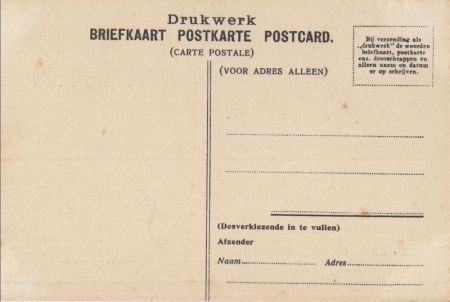 Drukwerk
BRIEFKAART POSTKARTE POSTCARD.
(CARTE POSTALE)
(VOOR ADRES ALLEEN)
Bij verzending als
„drukwerk" de woorden
briefkaart, postkarte
enz. doorschrappen en
alleen naam en datum
er op schrijven.
(Desverkiezende in te vullen)
Afzender
Naam
Adres